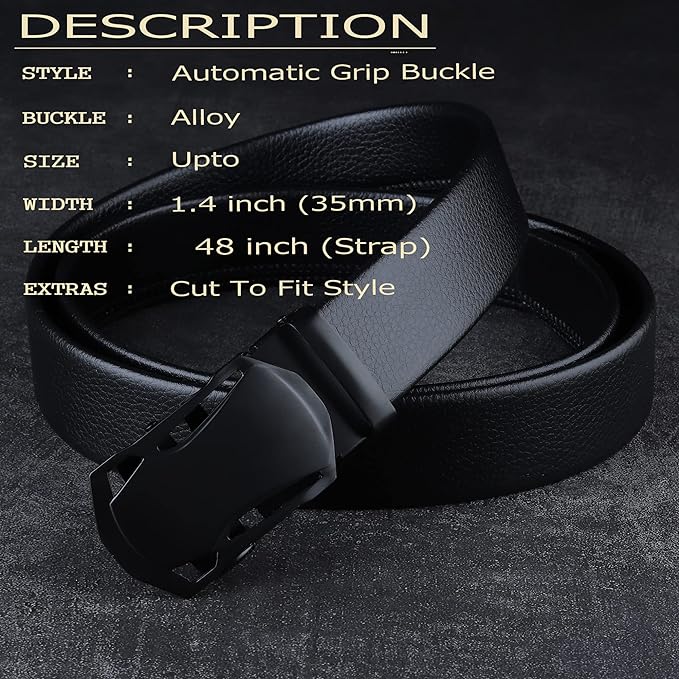 DESCRIPTION
STYLE : Automatic Grip Buckle
BUCKLE : Alloy
SIZE : Upto
WIDTH : 1.4 inch (35mm)
LENGTH : 48 inch (Strap)
EXTRAS : Cut To Fit Style